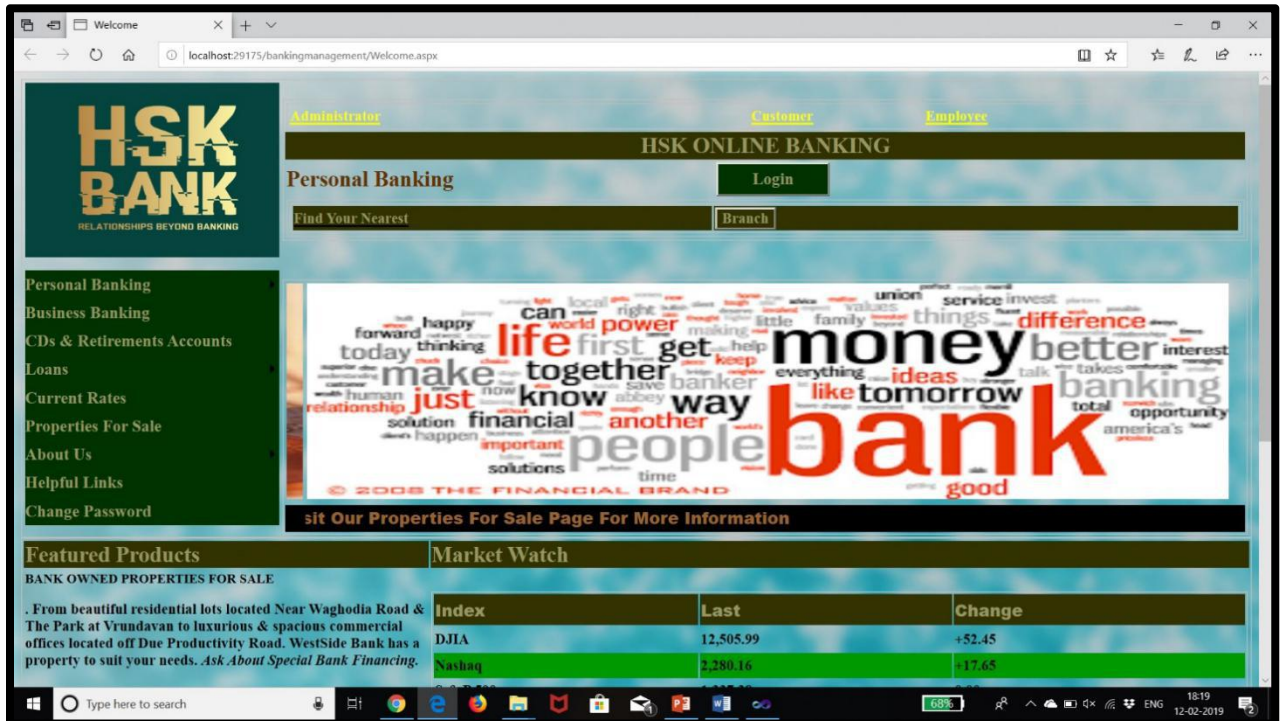 Welcome
localhost:29175/bankingmanagement/Welcome.aspx
HSK
BANK
RELATIONSHIPS BEYOND BANKING
Administrator Customer Employee
HSK ONLINE BANKING
Personal Banking Login
Find Your Nearest Branch
Personal Banking
Business Banking
CDs & Retirements Accounts
Loans
Current Rates
Properties For Sale
About Us
Helpful Links
Change Password
perfect
can local right union service invest
happy world power little family values things difference
forward life first get making money better interest
today thinking help
make together keep everything ideas talk takes
human save banker like tomorrow banking
relationship just now know abbey way total opportunity
solution financial another america's
happen important people bank
solutions time good
© 2008 THE FINANCIAL BRAND
sit Our Properties For Sale Page For More Information
Featured Products
BANK OWNED PROPERTIES FOR SALE
. From beautiful residential lots located Near Waghodia Road &
The Park at Vrundavan to luxurious & spacious commercial
offices located off Due Productivity Road. WestSide Bank has a
property to suit your needs. Ask About Special Bank Financing.
Market Watch
Index Last Change
DJIA 12,505.99 +52.45
Nashaq 2,280.16 +17.65
Type here to search
68%
ENG
18:19
12-02-2019
2